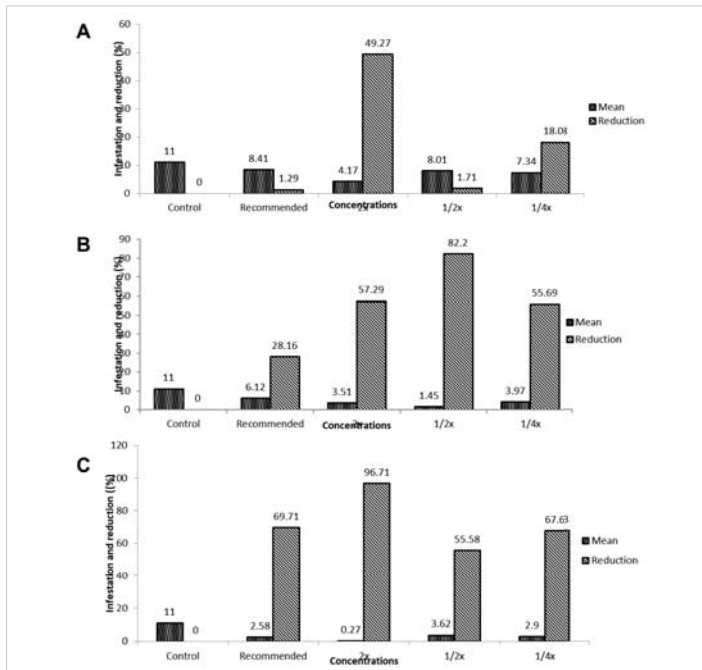 A
Infestation and reduction (%)
60
50
40
30
20
10
0
11
0
8.41
1.29
4.17
49.27
8.01
1.71
7.34
18.08
Mean
Reduction
Control
Recommended
2x
1/2x
1/4x
Concentrations
B
Infestation and reduction (%)
90
80
70
60
50
40
30
20
10
0
11
0
6.12
28.16
3.51
57.29
1.45
82.2
3.97
55.69
Mean
Reduction
Control
Recommended
2x
1/2x
1/4x
Concentrations
C
Infestation and reduction ((%)
120
100
80
60
40
20
0
11
0
2.58
69.71
0.27
96.71
3.62
55.58
2.9
67.63
Mean
Reduction
Control
Recommended
2x
1/2x
1/4x
Concentrations